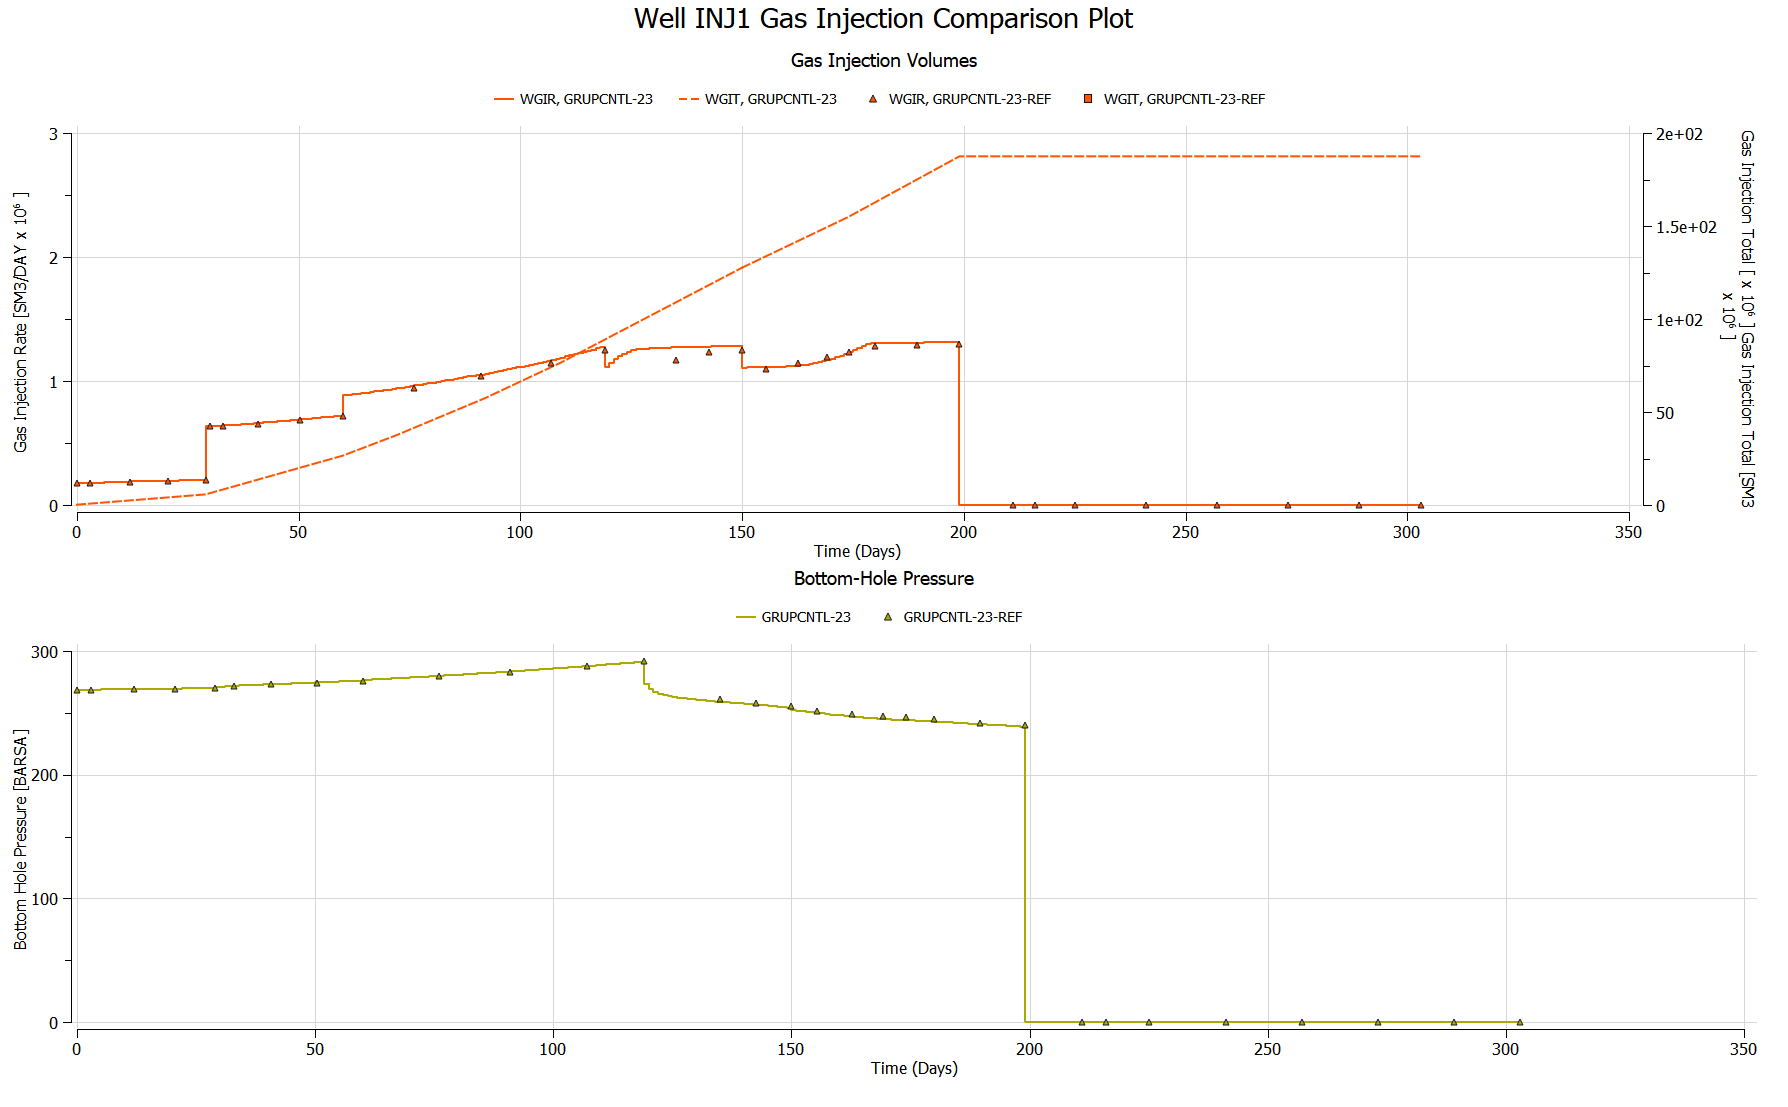 Well INJ1 Gas Injection Comparison Plot
Gas Injection Volumes
WGIR, GRUPCNTL-23 WGIT, GRUPCNTL-23 WGIR, GRUPCNTL-23-REF WGIT, GRUPCNTL-23-REF
Gas Injection Rate [SM3/DAY x 10⁶ ]
3
2
1
0
2e+02
1.5e+02
1e+02
50
0
Gas Injection Total [ x 10⁶ ] Gas Injection Total [SM3
x 10⁶ ]
0 50 100 150 200 250 300 350
Time (Days)
Bottom-Hole Pressure
GRUPCNTL-23 GRUPCNTL-23-REF
Bottom Hole Pressure [BARSA]
300
200
100
0
0 50 100 150 200 250 300 350
Time (Days)